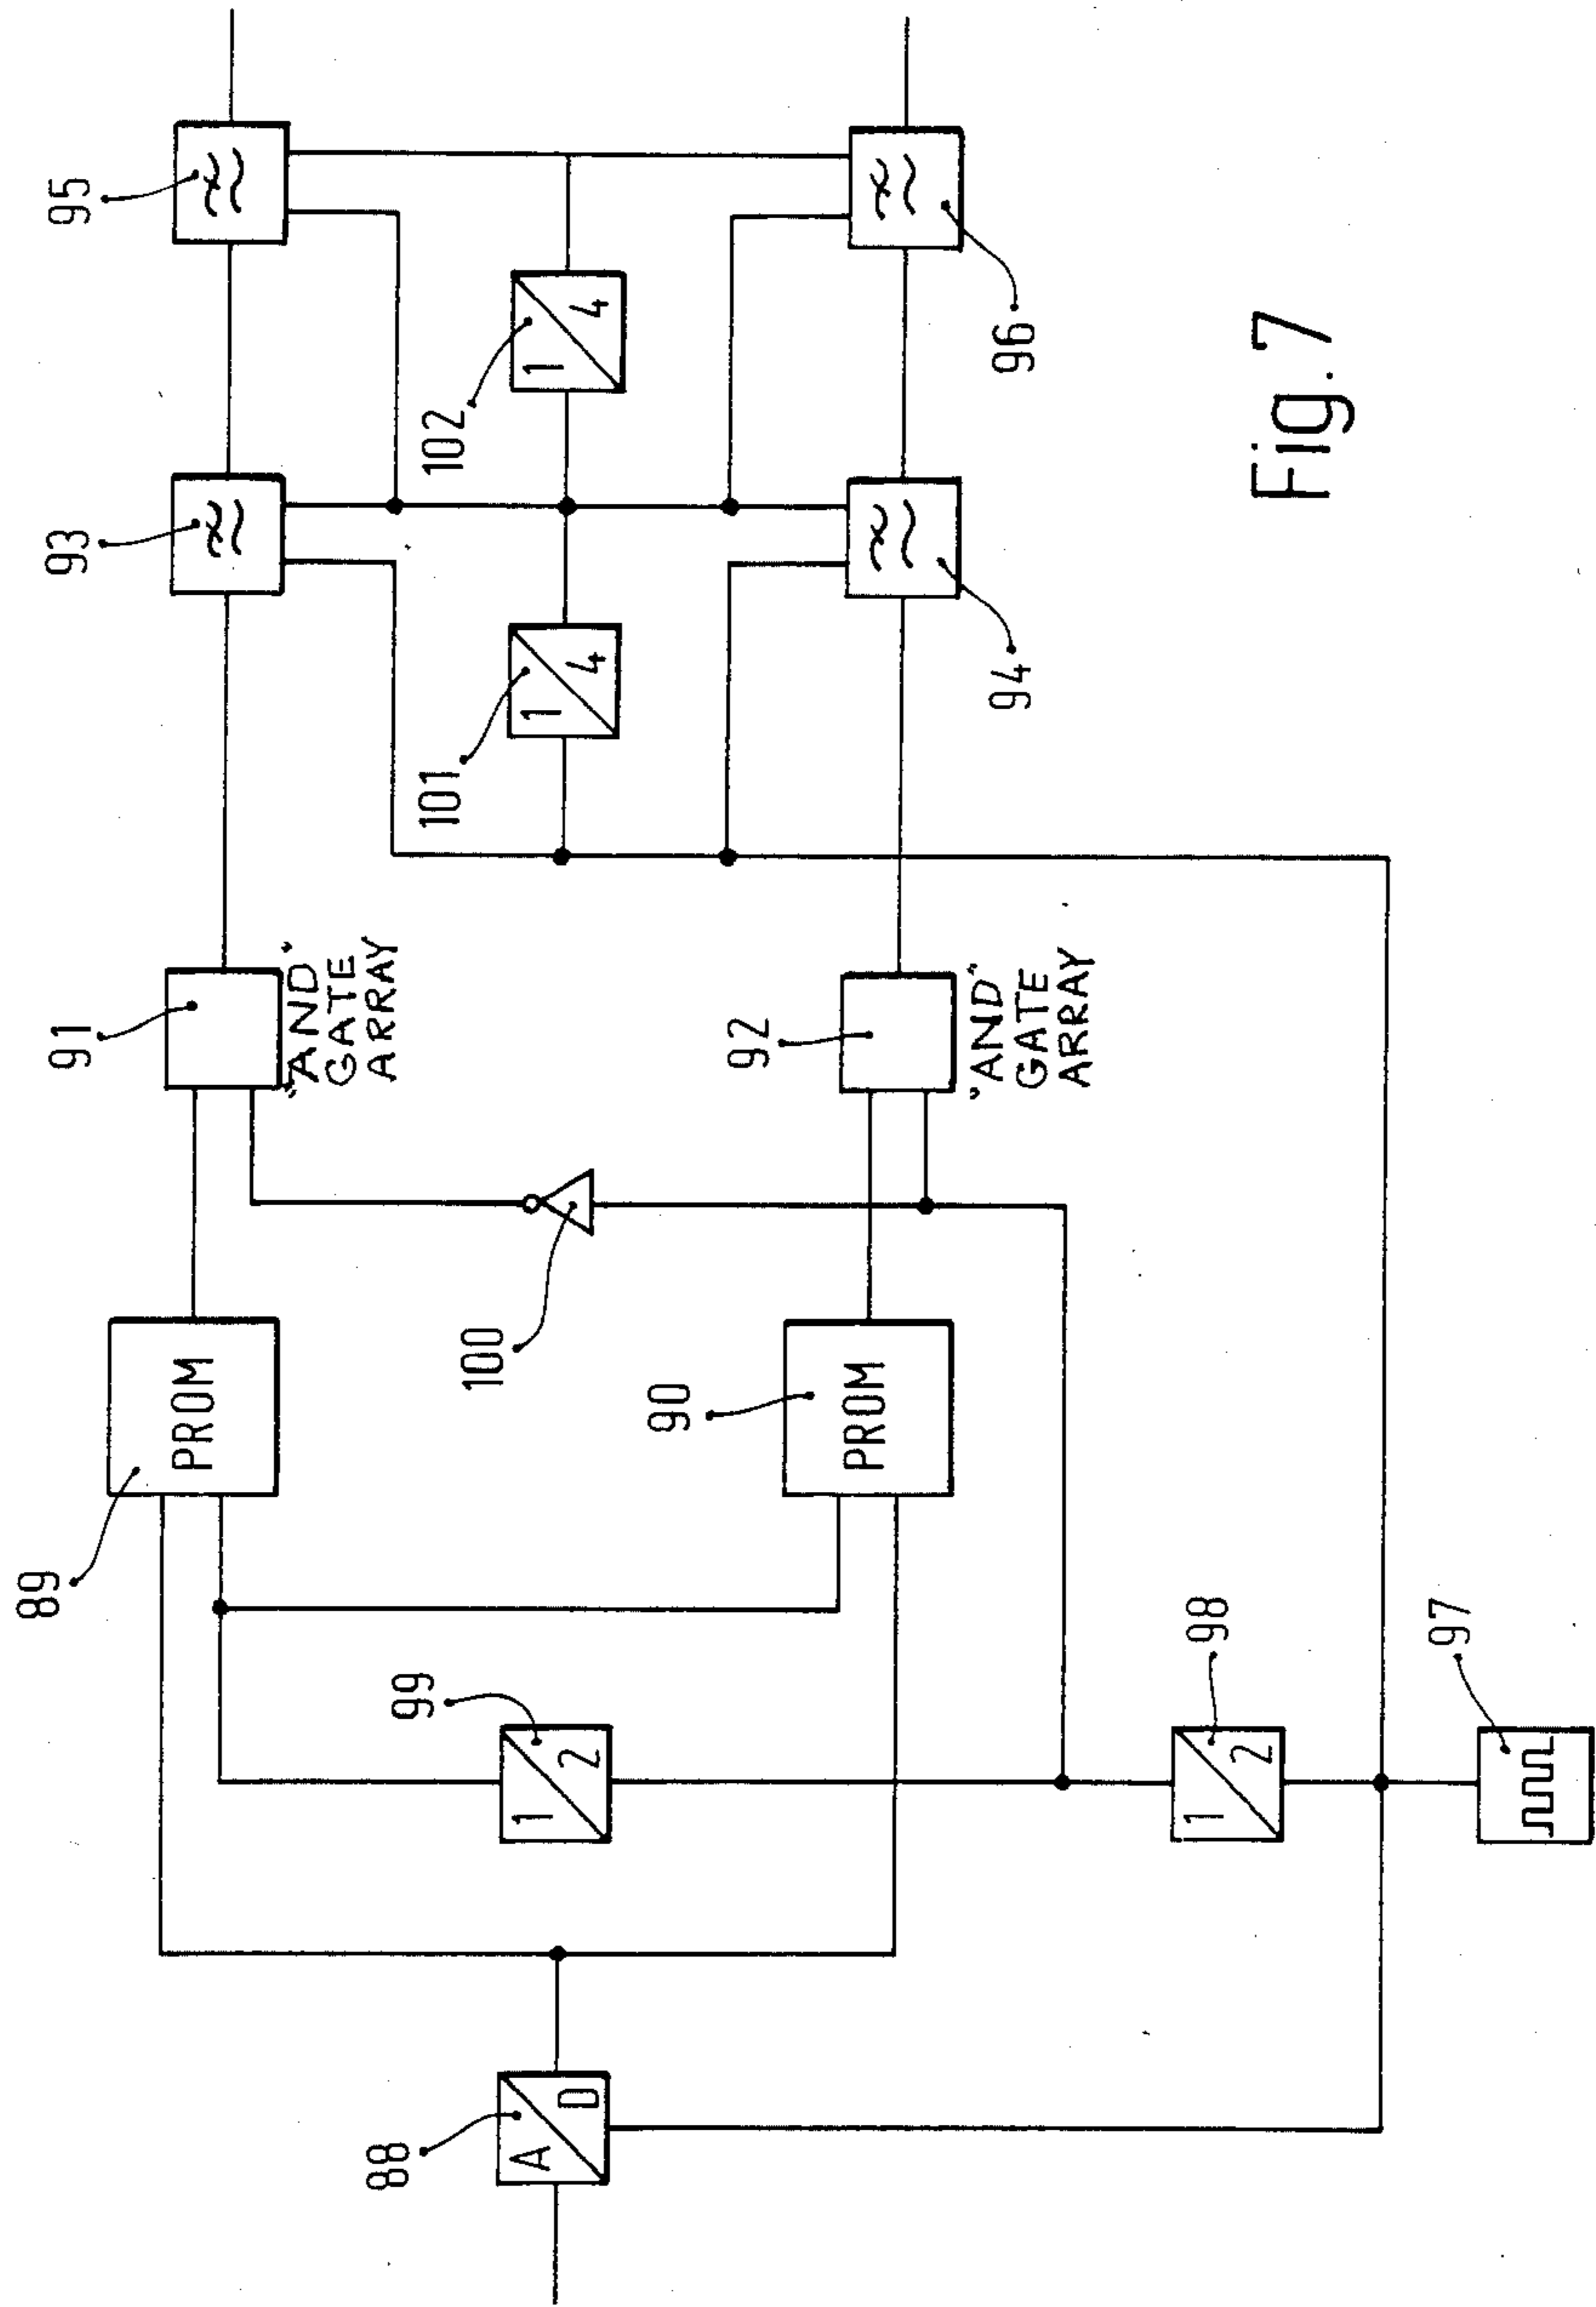 95
93
91
89
"AND"
GATE
ARRAY
PROM
102
1 4
101
1 4
100
99
1 2
88
A D
96
94
92
"AND"
GATE
ARRAY
90
PROM
98
1 2
97
Fig. 7